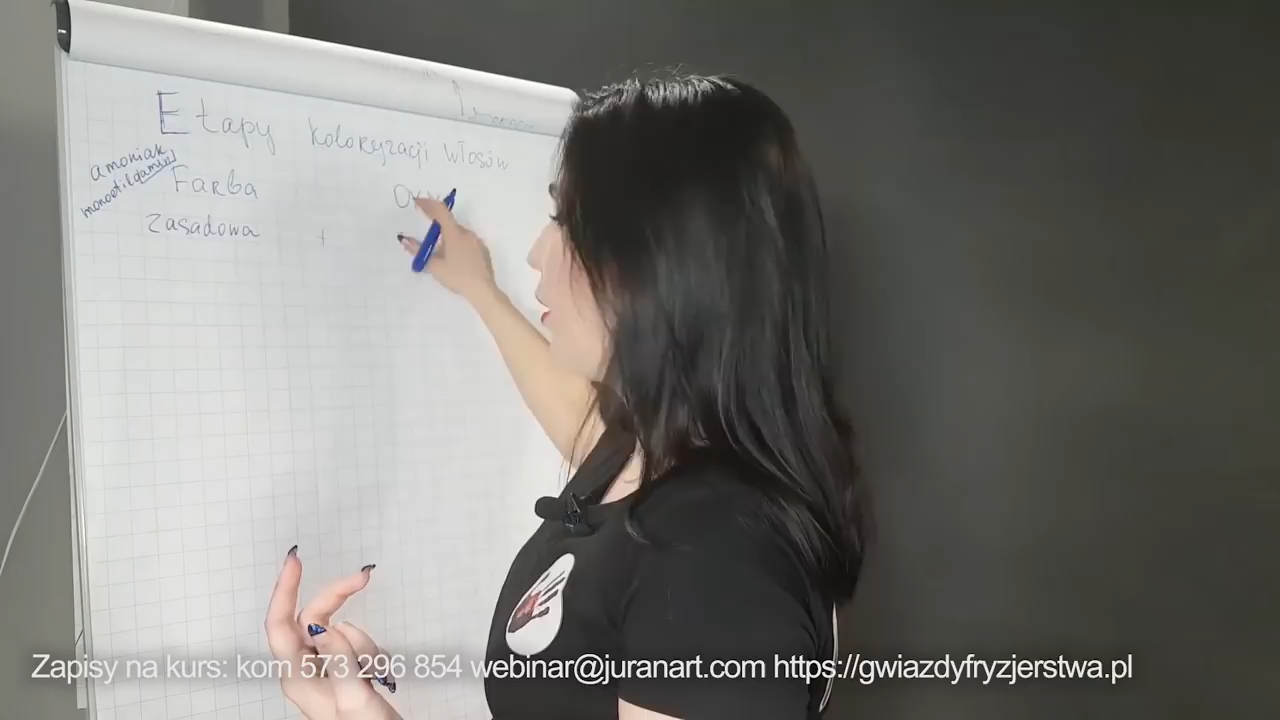 Etapy koloryzacji włosów
amoniak
Farba
zasadowa +
Zapisy na kurs: kom 573 296 854 webinar@juranart.com https://gwiazdyfryzjerstwa.pl